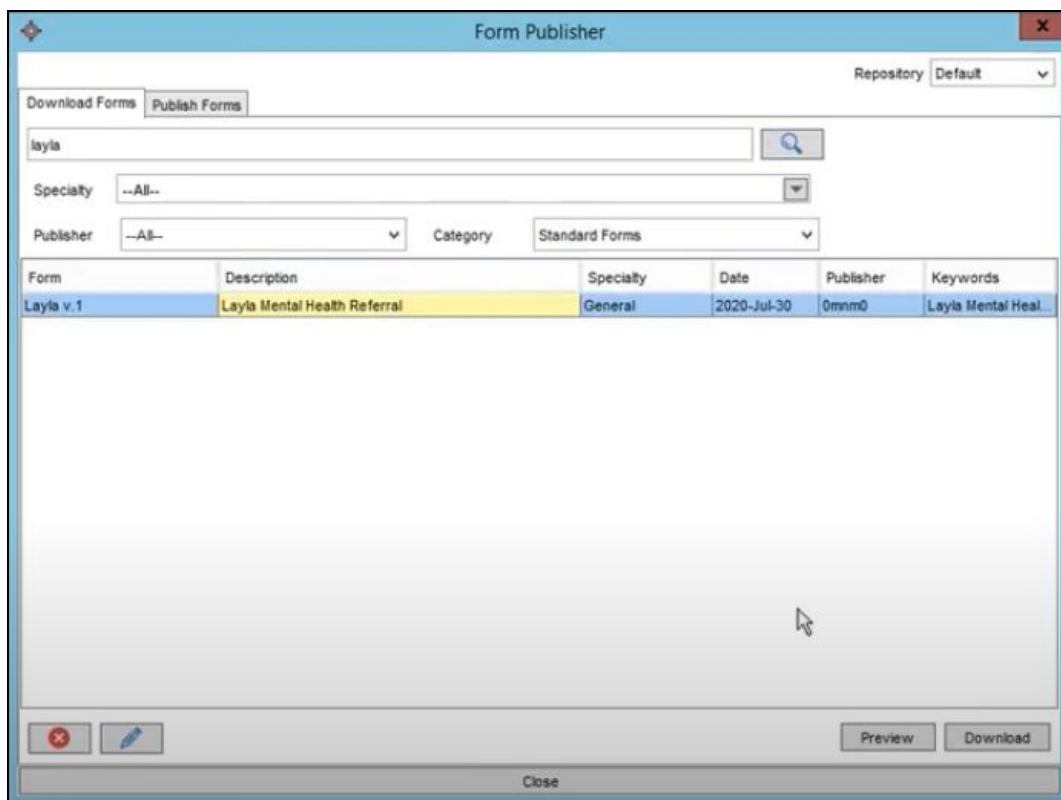 Form Publisher
x
Repository Default
Download Forms Publish Forms
layla
Specialty --All--
Publisher --All-- Category Standard Forms
Form Description Specialty Date Publisher Keywords
Layla v.1 Layla Mental Health Referral General 2020-Jul-30 0mnm0 Layla Mental Heal...
Preview Download
Close